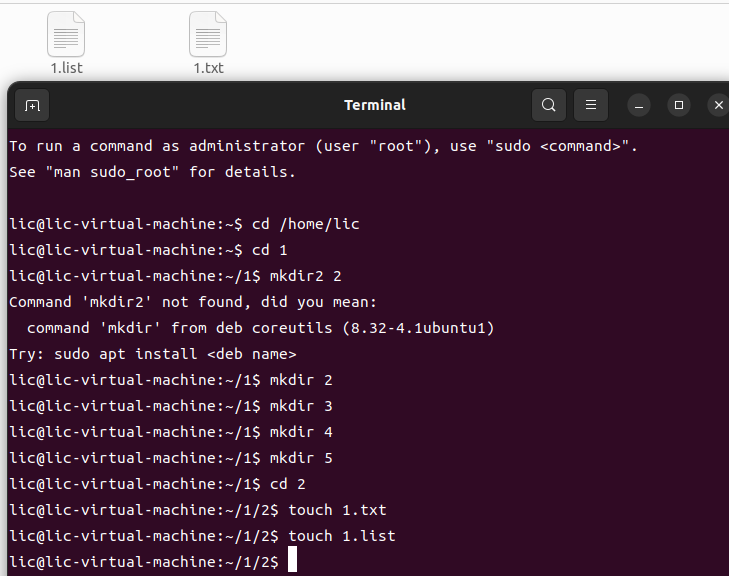 1.list 1.txt
Terminal
To run a command as administrator (user "root"), use "sudo <command>".
See "man sudo_root" for details.
lic@lic-virtual-machine:~$ cd /home/lic
lic@lic-virtual-machine:~$ cd 1
lic@lic-virtual-machine:~/1$ mkdir2 2
Command 'mkdir2' not found, did you mean:
  command 'mkdir' from deb coreutils (8.32-4.1ubuntu1)
Try: sudo apt install <deb name>
lic@lic-virtual-machine:~/1$ mkdir 2
lic@lic-virtual-machine:~/1$ mkdir 3
lic@lic-virtual-machine:~/1$ mkdir 4
lic@lic-virtual-machine:~/1$ mkdir 5
lic@lic-virtual-machine:~/1$ cd 2
lic@lic-virtual-machine:~/1/2$ touch 1.txt
lic@lic-virtual-machine:~/1/2$ touch 1.list
lic@lic-virtual-machine:~/1/2$